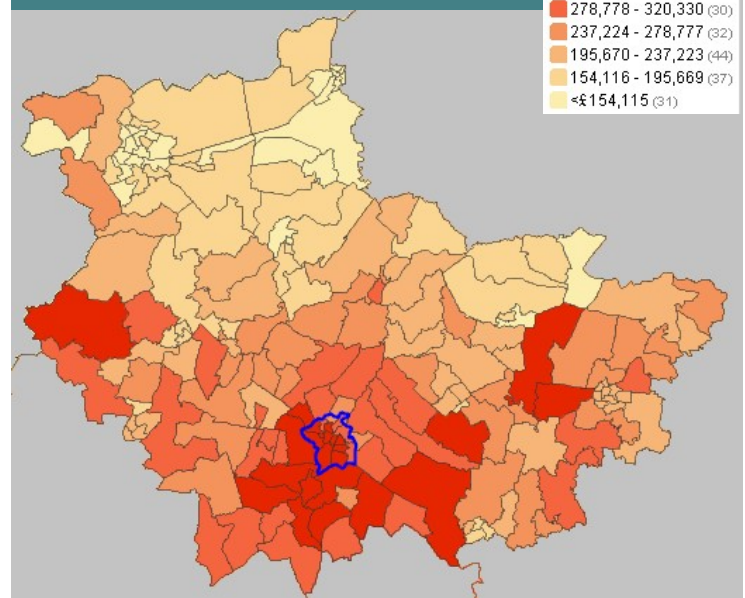 278,778 - 320,330 (30)
237,224 - 278,777 (32)
195,670 - 237,223 (44)
154,116 - 195,669 (37)
<£154,115 (31)